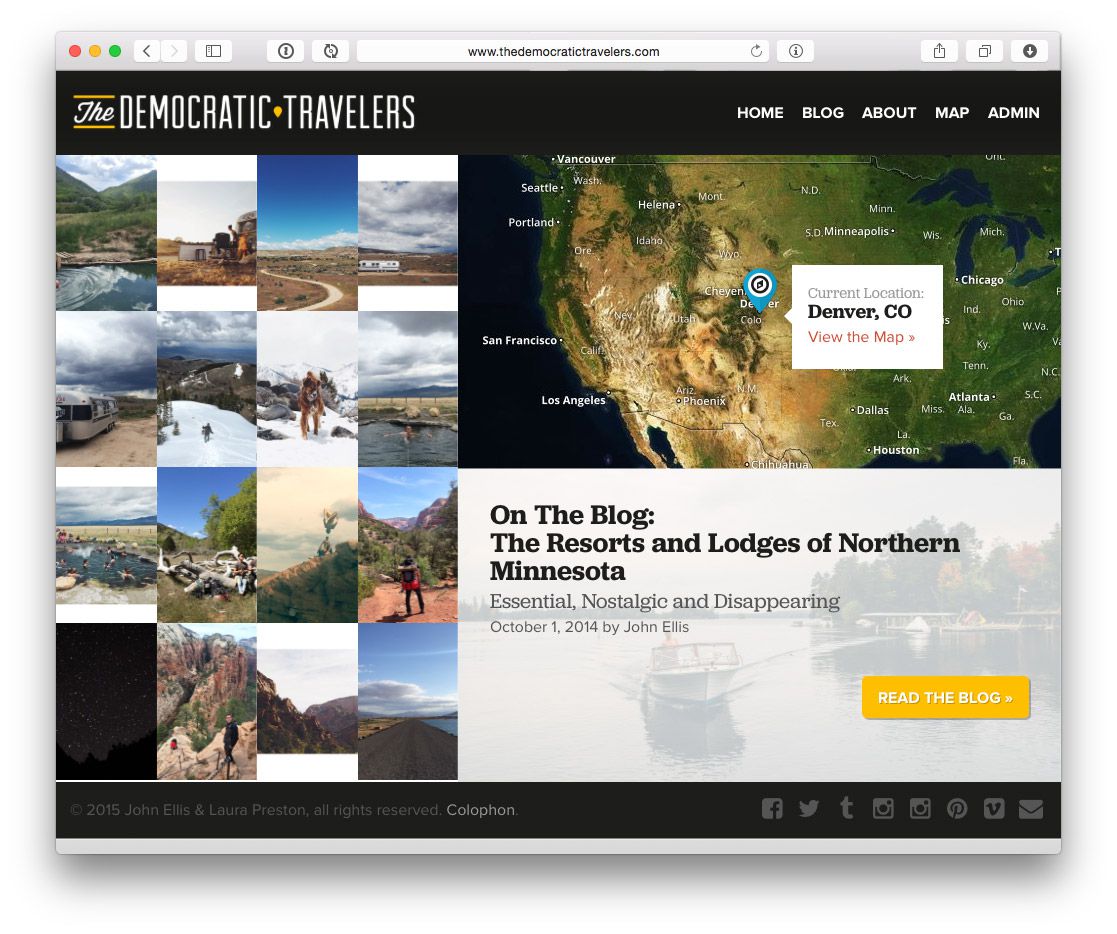 www.thedemocratictravelers.com
The DEMOCRATIC TRAVELERS
HOME BLOG ABOUT MAP ADMIN
Vancouver
Ont.
Seattle
Wash.
Helena
Mont.
N.D.
Minn.
Portland
Ore.
Idaho
S.D.
Minneapolis
Wis.
Mich.
Wyo.
Chicago
Cheyen
Ohio
Ind.
Nev.
Utah
Colo
W.Va.
San Francisco
Calif.
Ky.
Tenn.
N.C.
Ariz.
N.M.
Ark.
Los Angeles
Phoenix
Atlanta
S.C.
Dallas
Miss.
Ala.
Ga.
Tex.
La.
Houston
Fla.
Chihuahua
Current Location:
Denver, CO
View the Map »
On The Blog:
The Resorts and Lodges of Northern
Minnesota
Essential, Nostalgic and Disappearing
October 1, 2014 by John Ellis
READ THE BLOG »
© 2015 John Ellis & Laura Preston, all rights reserved. Colophon.